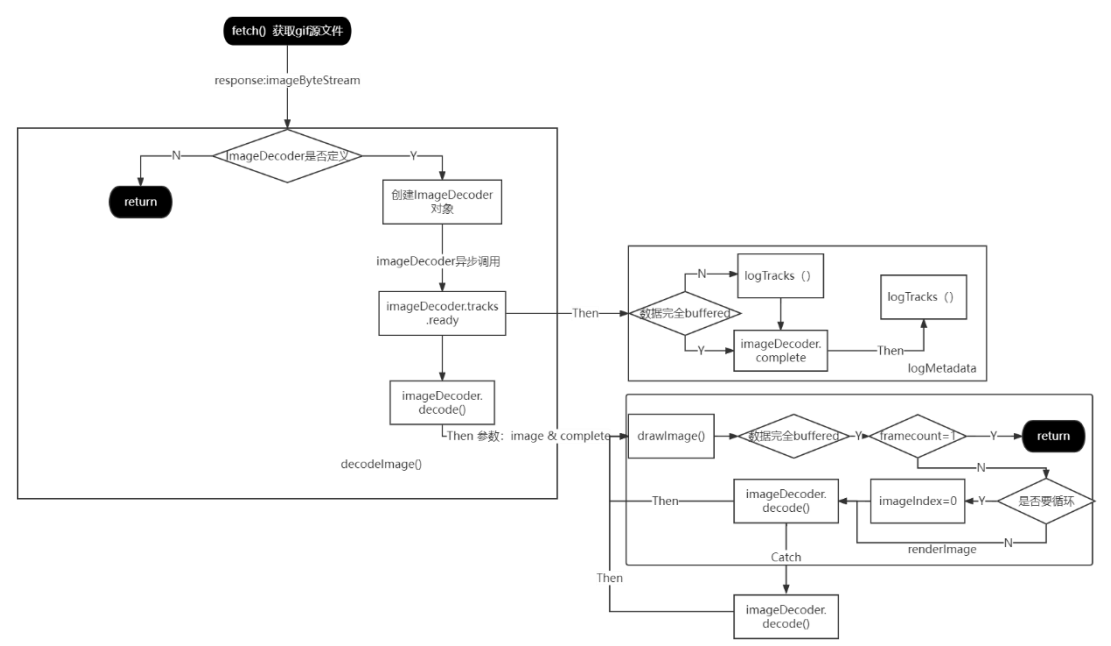 fetch() 获取gif源文件
response:imageByteStream
ImageDecoder是否定义
N
Y
return
创建ImageDecoder
对象
imageDecoder异步调用
imageDecoder.tracks
.ready
Then
imageDecoder.
decode()
Then 参数：image & complete
decodeImage()
数据完全buffered
N
logTracks（）
Y
imageDecoder.
complete
Then
logTracks（）
logMetadata
drawImage()
数据完全buffered
Y
framecount=1
Y
return
N
是否要循环
Y
imageIndex=0
N
imageDecoder.
decode()
Then
renderImage
Catch
Then
imageDecoder.
decode()